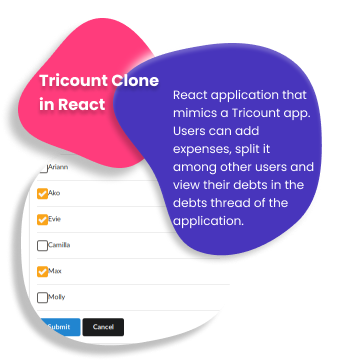 Tricount Clone
in React
React application that
mimics a Tricount app.
Users can add
expenses, split it
among other users and
view their debts in the
debts thread of the
application.
Ariann
Ako
Evie
Camilla
Max
Molly
Submit
Cancel